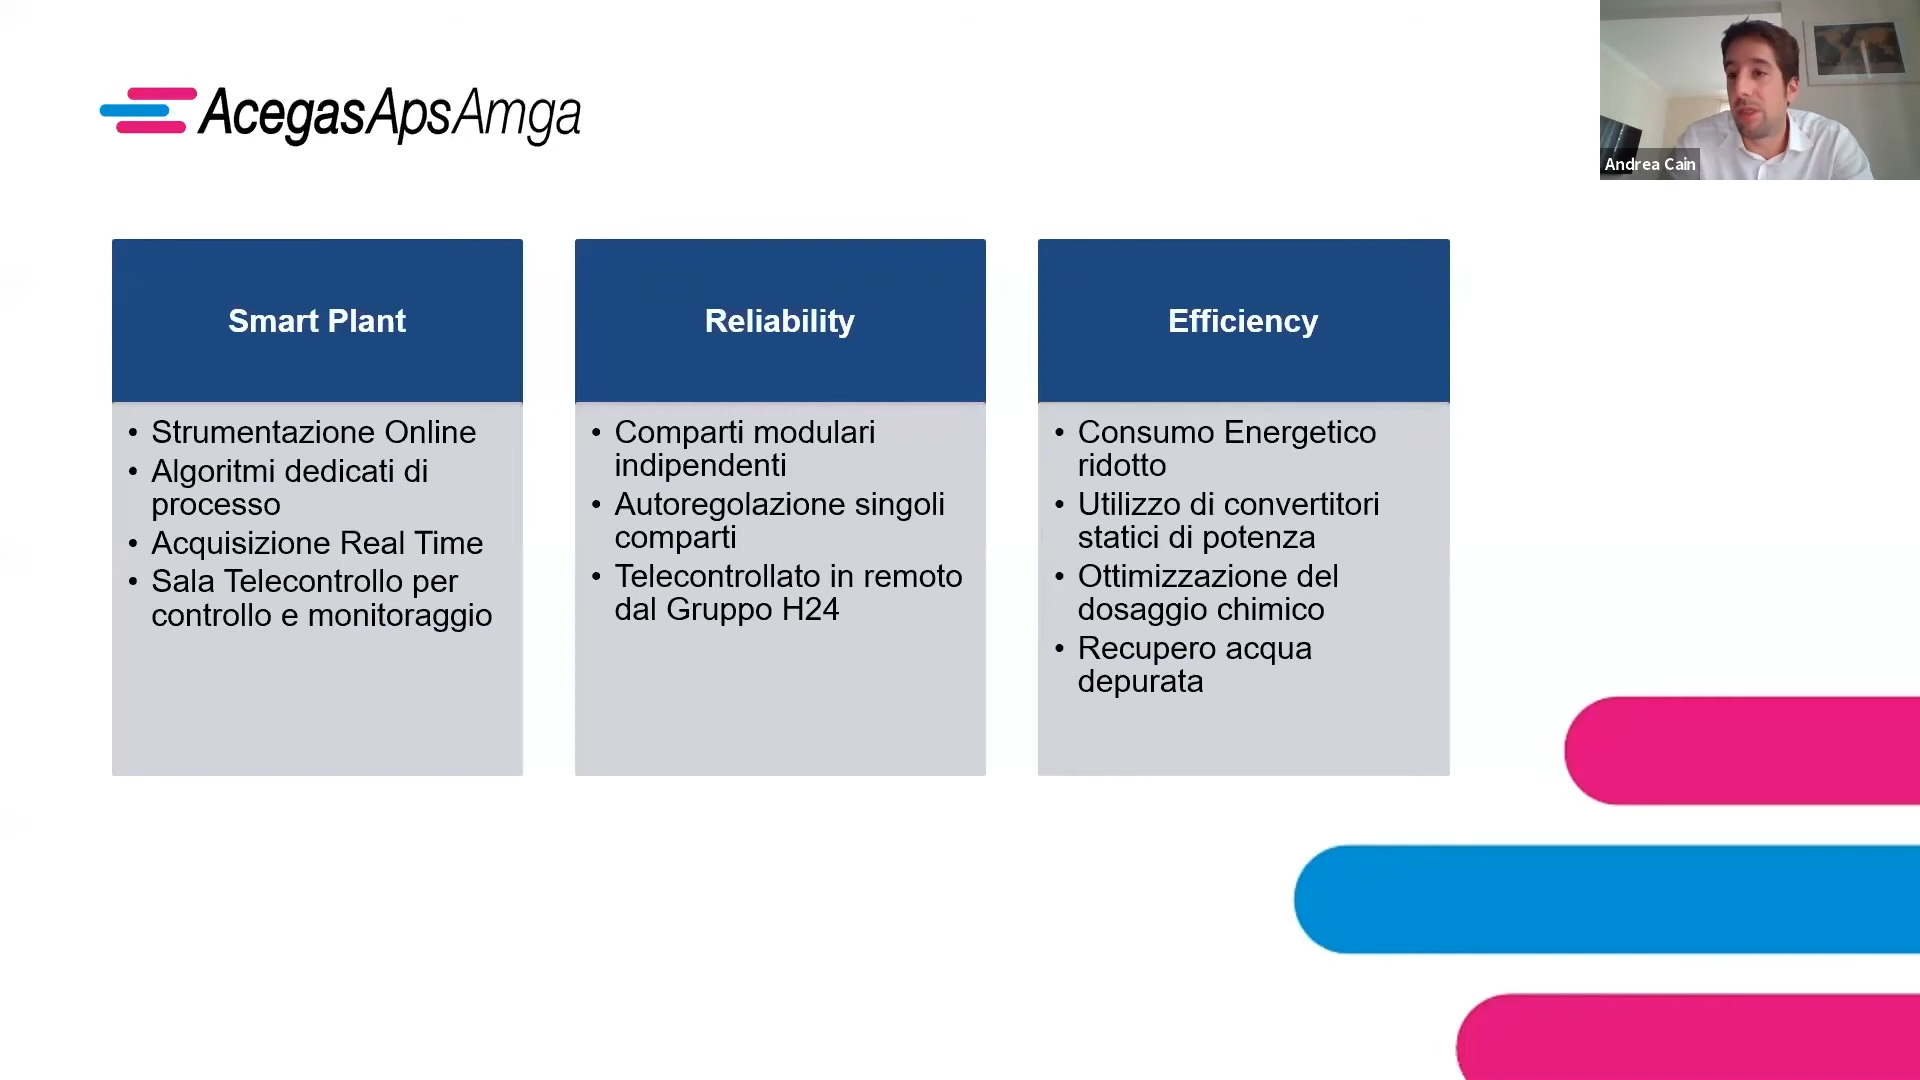 AcegasApsAmga
Andrea Cain
Smart Plant
• Strumentazione Online
• Algoritmi dedicati di
processo
• Acquisizione Real Time
• Sala Telecontrollo per
controllo e monitoraggio
Reliability
• Comparti modulari
indipendenti
• Autoregolazione singoli
comparti
• Telecontrollato in remoto
dal Gruppo H24
Efficiency
• Consumo Energetico
ridotto
• Utilizzo di convertitori
statici di potenza
• Ottimizzazione del
dosaggio chimico
• Recupero acqua
depurata